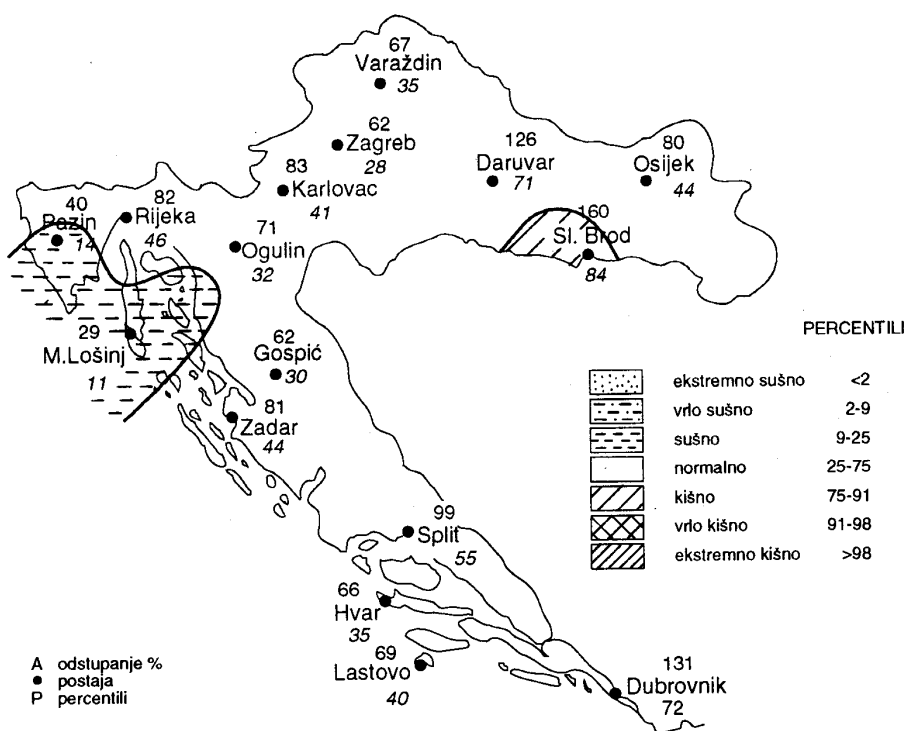 67
Varaždin
35
62
Zagreb
28
126
Daruvar
71
80
Osijek
44
83
Karlovac
41
40
Pazin
14
82
Rijeka
46
71
Ogulin
32
160
Sl. Brod
84
29
M.Lošinj
11
62
Gospić
30
81
Zadar
44
99
Split
55
66
Hvar
35
69
Lastovo
40
131
Dubrovnik
72
PERCENTILI
ekstremno sušno <2
vrlo sušno 2-9
sušno 9-25
normalno 25-75
kišno 75-91
vrlo kišno 91-98
ekstremno kišno >98
A odstupanje %
● postaja
P percentili